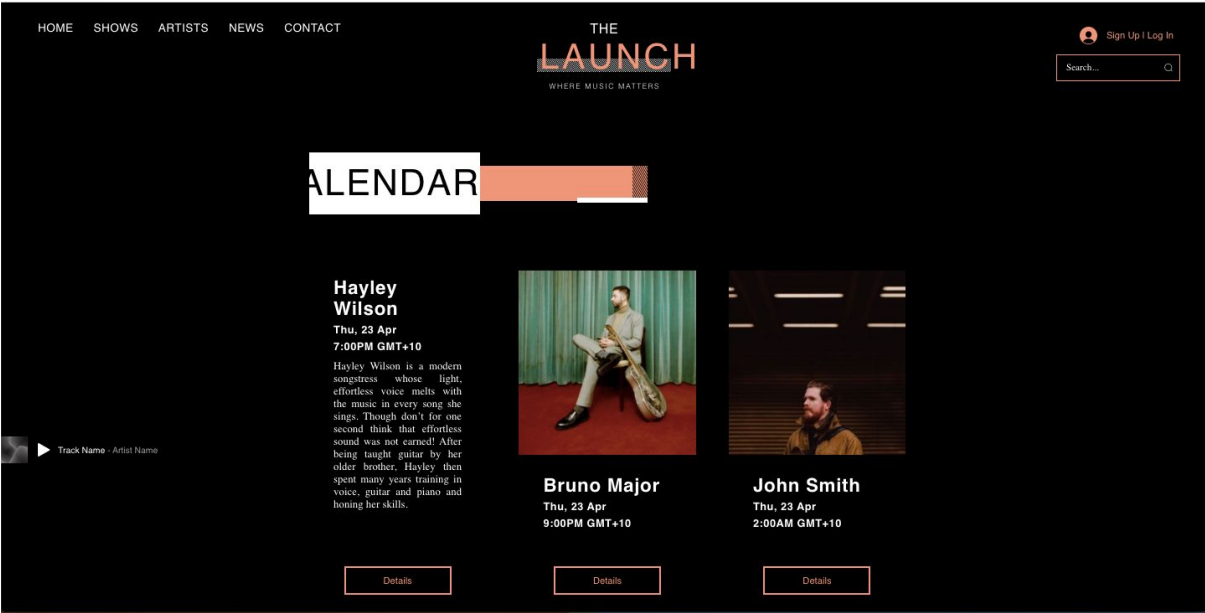 HOME SHOWS ARTISTS NEWS CONTACT
THE
LAUNCH
WHERE MUSIC MATTERS
Sign Up | Log In
Search...
ALENDAR
Hayley
Wilson
Thu, 23 Apr
7:00PM GMT+10
Hayley Wilson is a modern
songstress whose light,
effortless voice melts with
the music in every song she
sings. Though don't for one
second think that effortless
sound was not earned! After
being taught guitar by her
older brother, Hayley then
spent many years training in
voice, guitar and piano and
honing her skills.
Details
Bruno Major
Thu, 23 Apr
9:00PM GMT+10
Details
John Smith
Thu, 23 Apr
2:00AM GMT+10
Details
Track Name - Artist Name